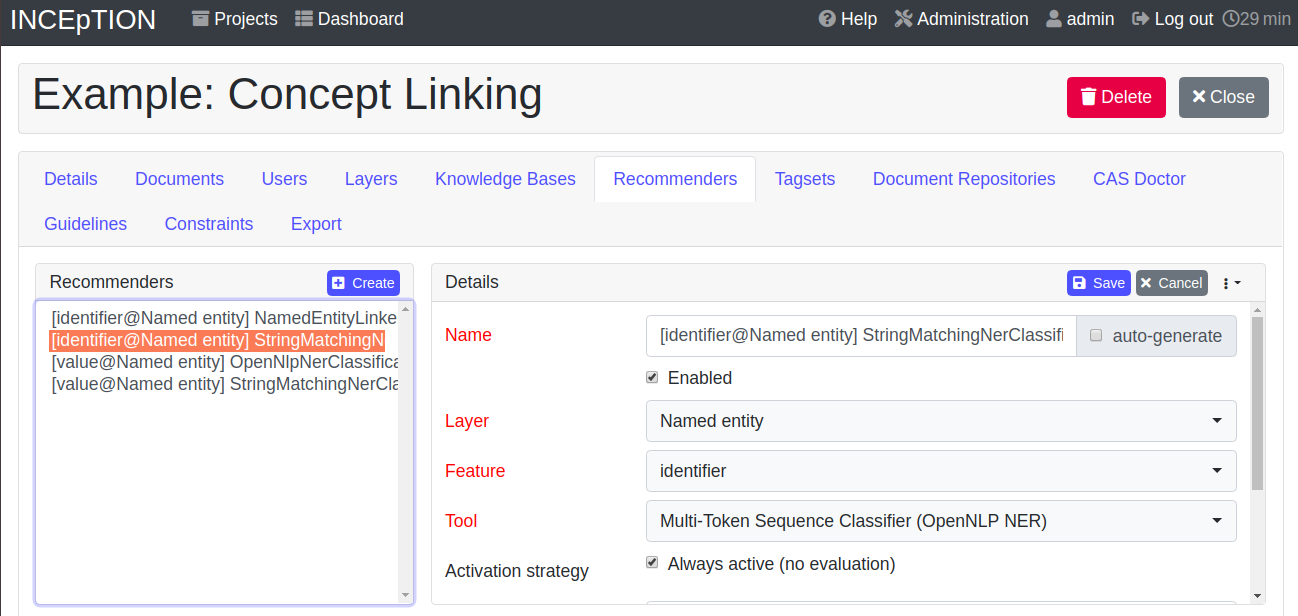 INCEpTION Projects Dashboard Help Administration admin Log out 29 min
Example: Concept Linking Delete Close
Details Documents Users Layers Knowledge Bases Recommenders Tagsets Document Repositories CAS Doctor
Guidelines Constraints Export
Recommenders Create
[identifier@Named entity] NamedEntityLinke
[identifier@Named entity] StringMatchingN
[value@Named entity] OpenNlpNerClassifica
[value@Named entity] StringMatchingNerCla
Details Save Cancel
Name [identifier@Named entity] StringMatchingNerClassifi auto-generate
Enabled
Layer Named entity
Feature identifier
Tool Multi-Token Sequence Classifier (OpenNLP NER)
Activation strategy Always active (no evaluation)